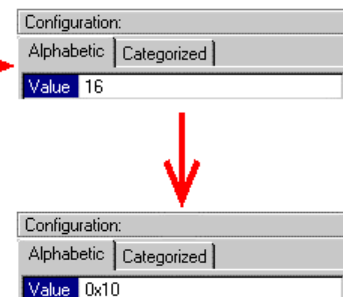 Configuration:
Alphabetic Categorized
Value 16
Configuration:
Alphabetic Categorized
Value 0x10